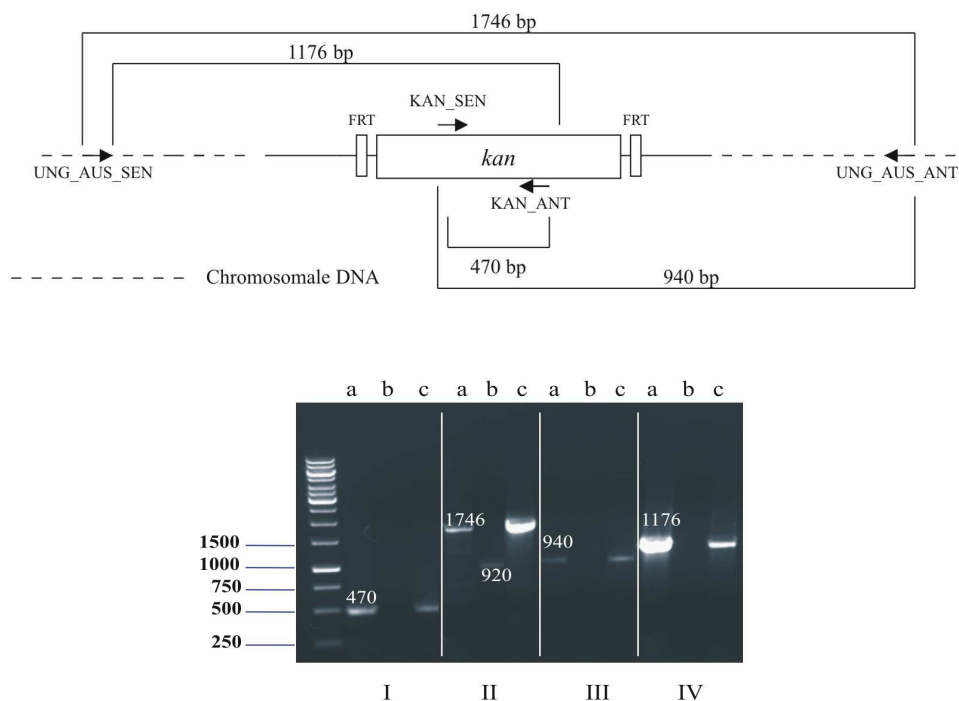 1746 bp
1176 bp
KAN_SEN
FRT
FRT
kan
UNG_AUS_SEN
UNG_AUS_ANT
KAN_ANT
470 bp
940 bp
Chromosomale DNA
a b c a b c a b c a b c
1746
1176
940
920
470
1500
1000
750
500
250
I II III IV